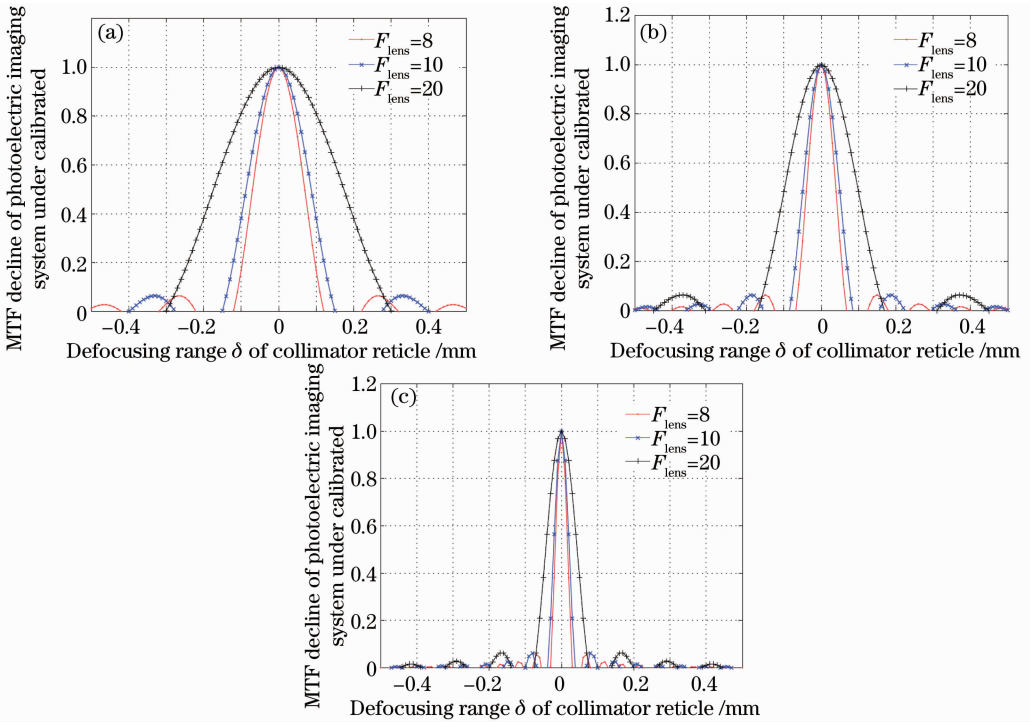 (a)
F_lens=8
F_lens=10
F_lens=20
MTF decline of photoelectric imaging
system under calibrated
1.0
0.8
0.6
0.4
0.2
0
−0.4 −0.2 0 0.2 0.4
Defocusing range δ of collimator reticle /mm
(b)
F_lens=8
F_lens=10
F_lens=20
MTF decline of photoelectric imaging
system under calibrated
1.2
1.0
0.8
0.6
0.4
0.2
0
−0.4 −0.2 0 0.2 0.4
Defocusing range δ of collimator reticle /mm
(c)
F_lens=8
F_lens=10
F_lens=20
MTF decline of photoelectric imaging
system under calibrated
1.2
1.0
0.8
0.6
0.4
0.2
0
−0.4 −0.2 0 0.2 0.4
Defocusing range δ of collimator reticle /mm